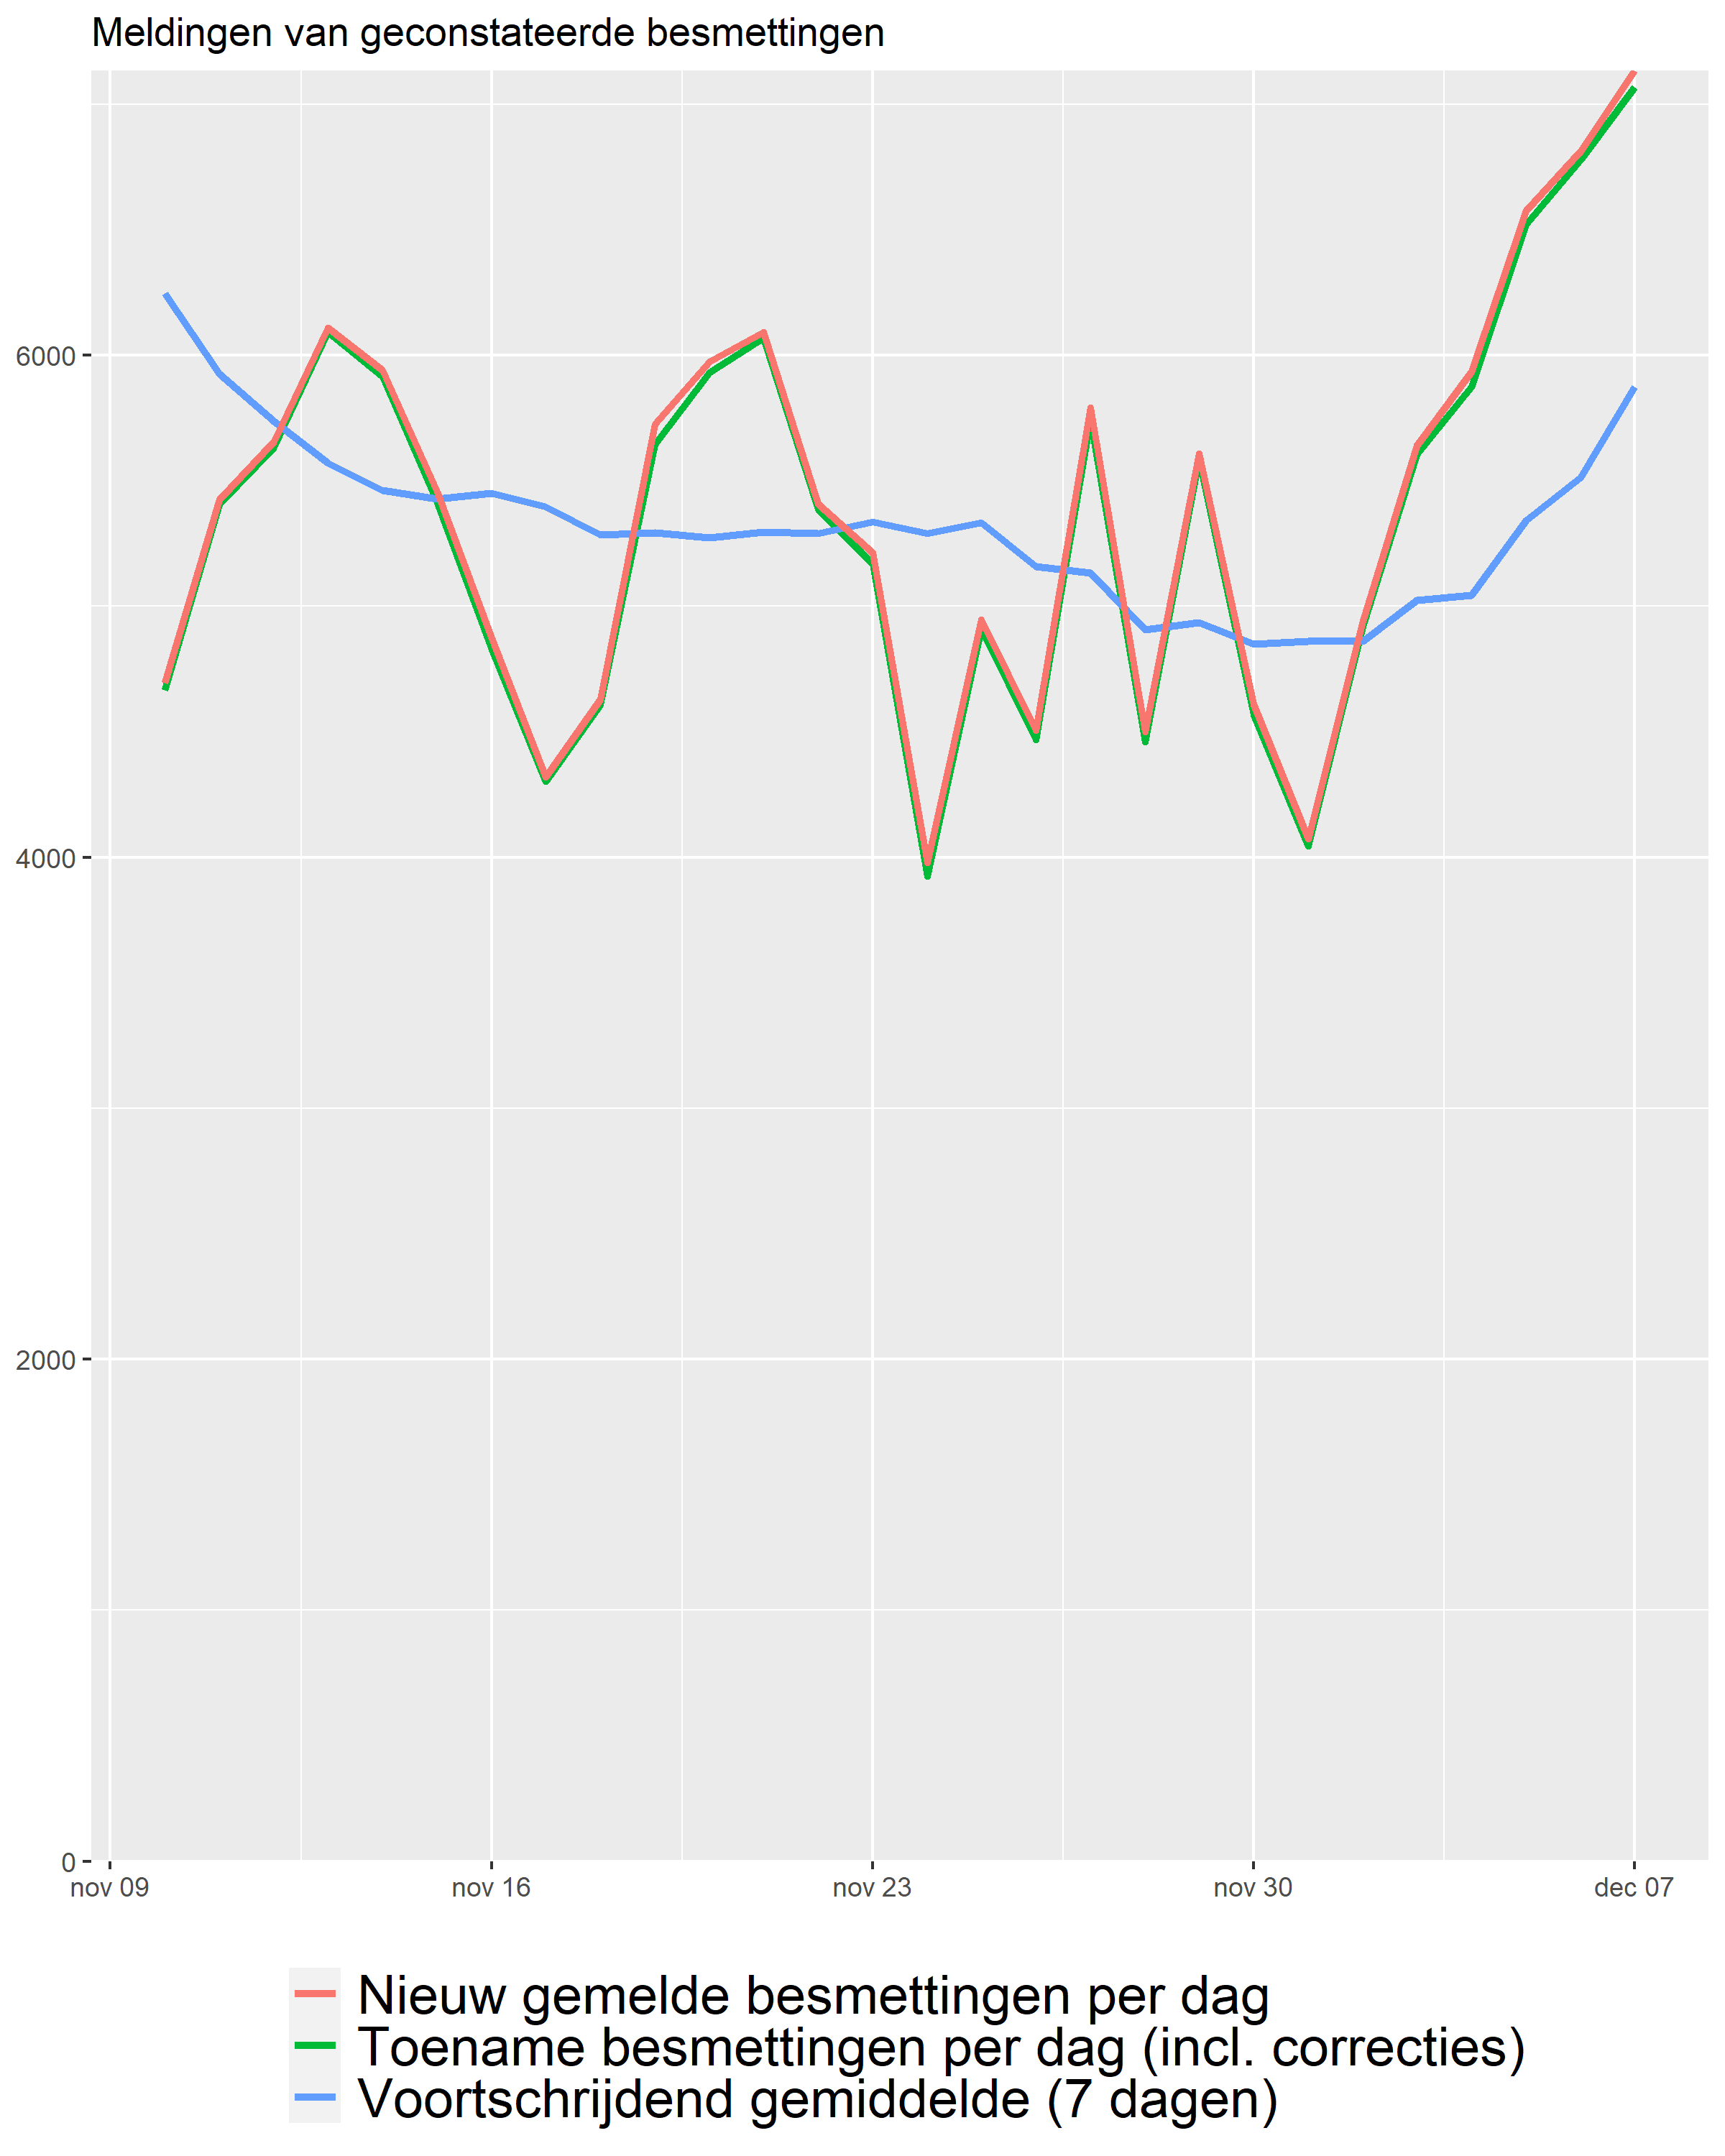 Meldingen van geconstateerde besmettingen
6000
4000
2000
0
nov 09 nov 16 nov 23 nov 30 dec 07
Nieuw gemelde besmettingen per dag
Toename besmettingen per dag (incl. correcties)
Voortschrijdend gemiddelde (7 dagen)